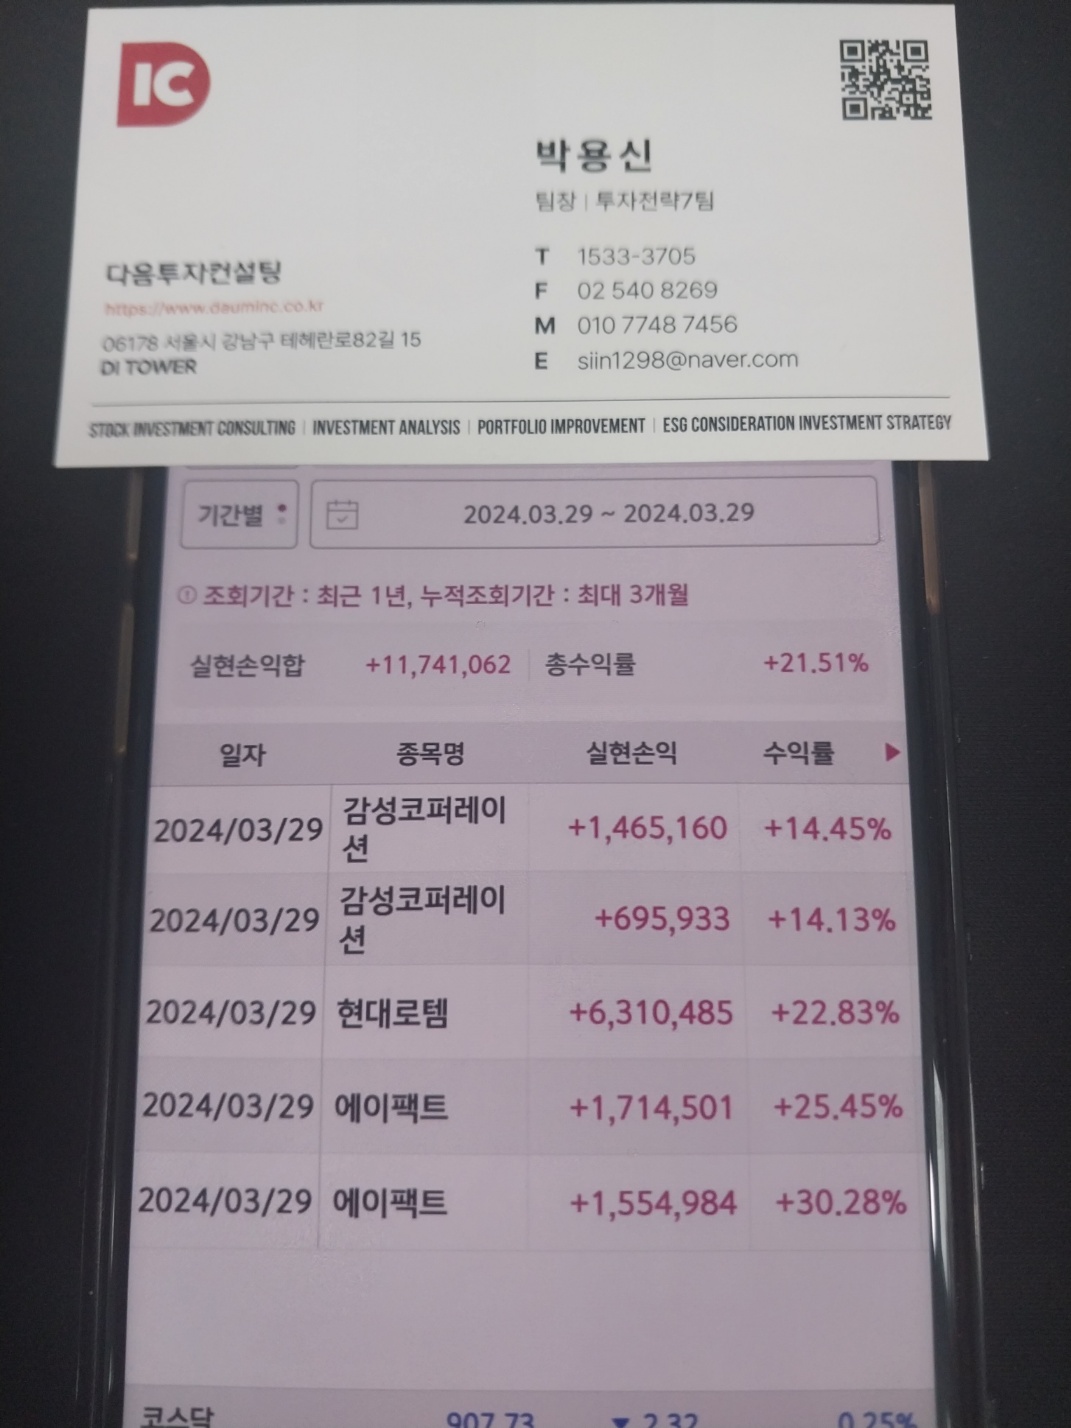 IC
박용신
팀장 | 투자전략7팀
다음투자컨설팅
https://www.dauminc.co.kr
06178 서울시 강남구 테헤란로82길 15
DI TOWER
T 1533-3705
F 02 540 8269
M 010 7748 7456
E siin1298@naver.com
STOCK INVESTMENT CONSULTING | INVESTMENT ANALYSIS | PORTFOLIO IMPROVEMENT | ESG CONSIDERATION INVESTMENT STRATEGY
기간별 2024.03.29 ~ 2024.03.29
조회기간 : 최근 1년, 누적조회기간 : 최대 3개월
실현손익합 +11,741,062 총수익률 +21.51%
일자 종목명 실현손익 수익률
2024/03/29 감성코퍼레이
션 +1,465,160 +14.45%
2024/03/29 감성코퍼레이
션 +695,933 +14.13%
2024/03/29 현대로템 +6,310,485 +22.83%
2024/03/29 에이팩트 +1,714,501 +25.45%
2024/03/29 에이팩트 +1,554,984 +30.28%
코스닥 907.73 ▼ 2.32 0.25%